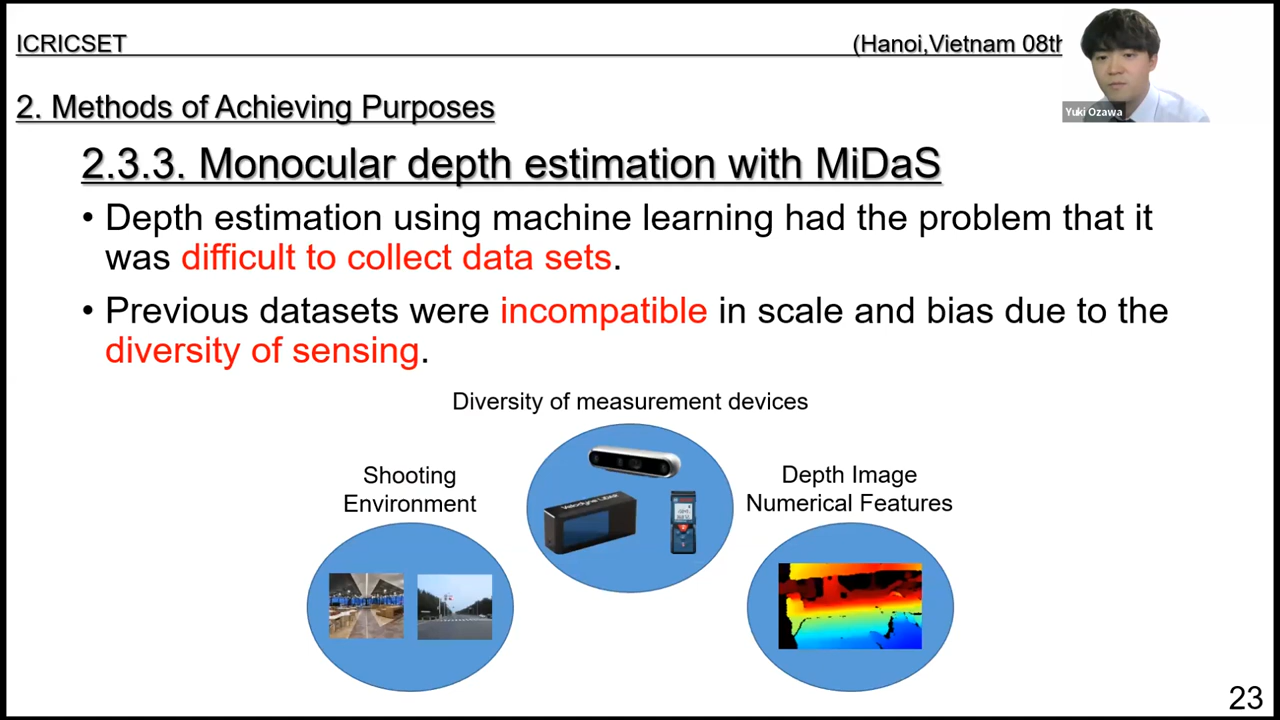 ICRICSET
(Hanoi,Vietnam 08th
Yuki Ozawa
2. Methods of Achieving Purposes
2.3.3. Monocular depth estimation with MiDaS
• Depth estimation using machine learning had the problem that it
was difficult to collect data sets.
• Previous datasets were incompatible in scale and bias due to the
diversity of sensing.
Diversity of measurement devices
Shooting
Environment
Depth Image
Numerical Features
Velodyne LiDAR
23